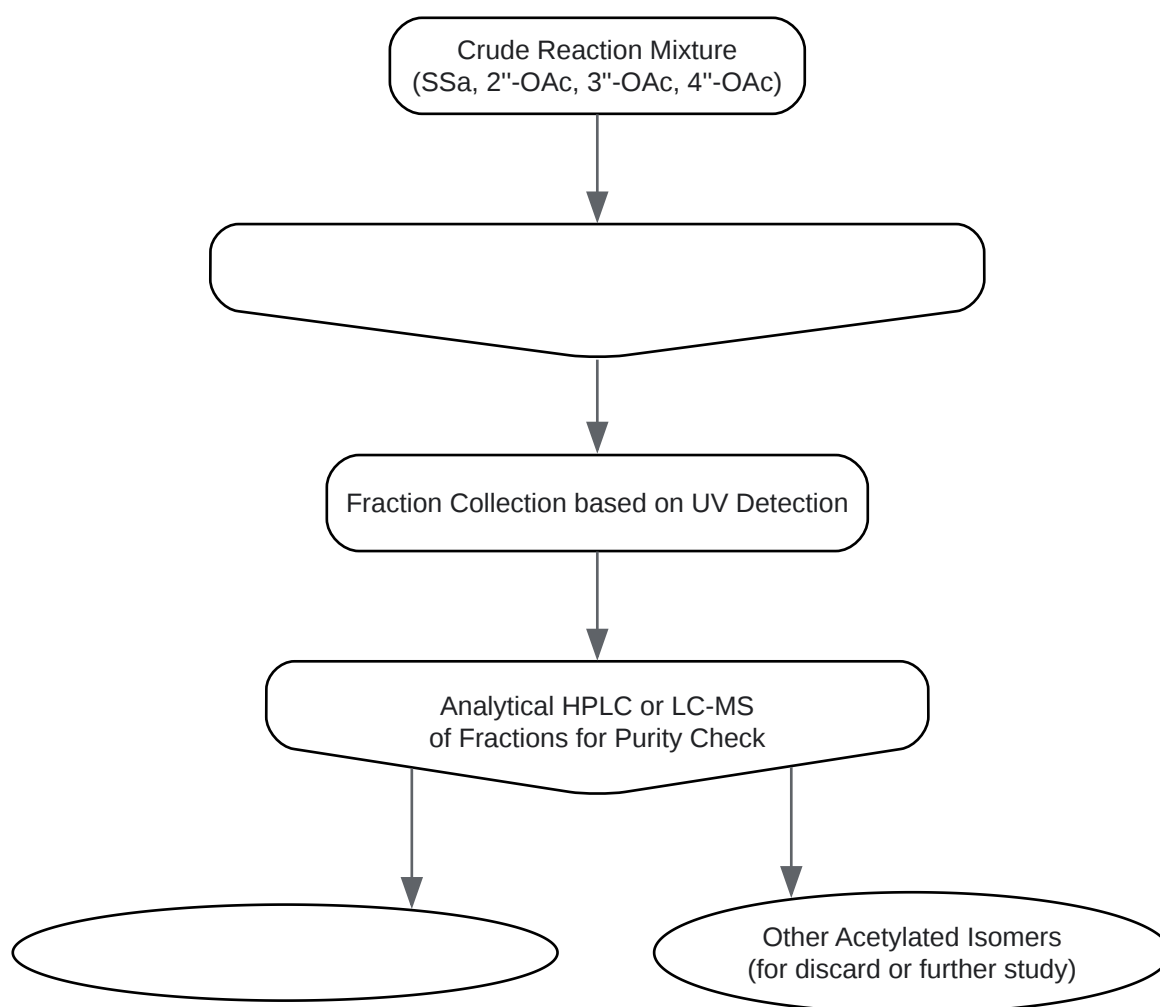 Crude Reaction Mixture
(SSa, 2"-OAc, 3"-OAc, 4"-OAc)
Fraction Collection based on UV Detection
Analytical HPLC or LC-MS
of Fractions for Purity Check
Other Acetylated Isomers
(for discard or further study)